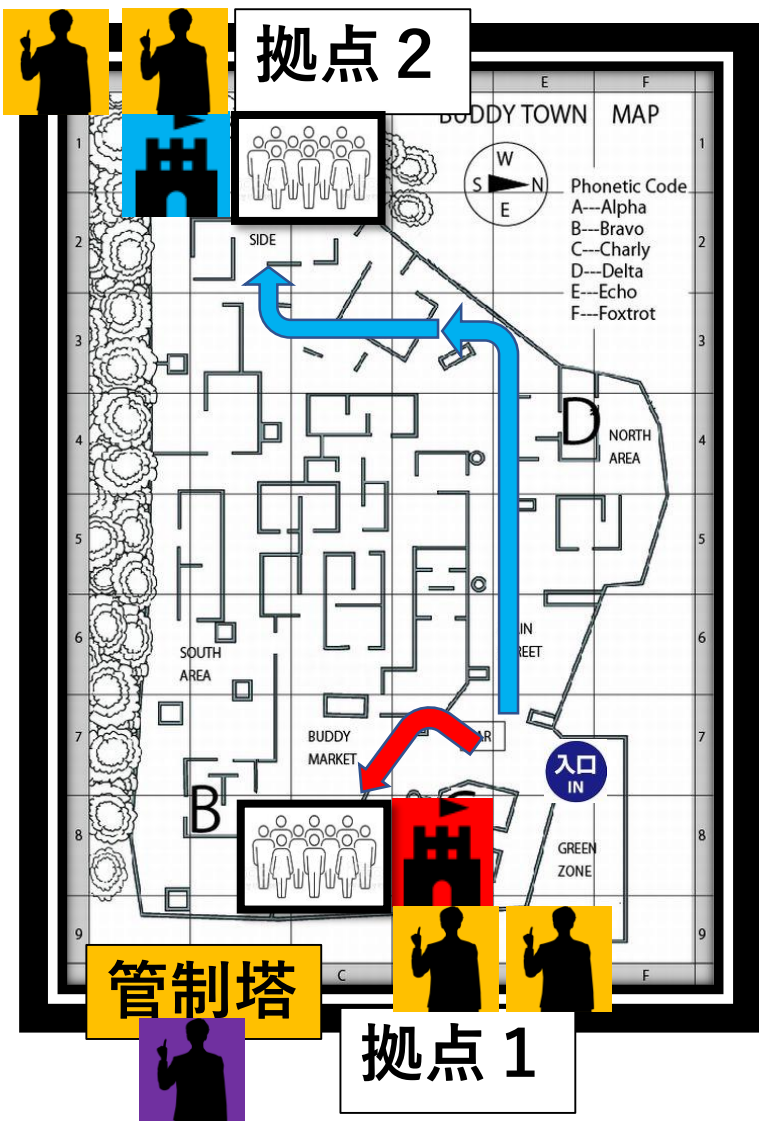 拠点２
E
F
BUDDY TOWN MAP
W
S
N
E
Phonetic Code
A---Alpha
B---Bravo
C---Charly
D---Delta
E---Echo
F---Foxtrot
1
1
2
SIDE
2
3
3
4
D
NORTH
AREA
4
5
5
6
SOUTH
AREA
6
7
BUDDY
MARKET
7
入口
IN
8
B
GREEN
ZONE
8
9
9
管制塔
C
F
拠点１